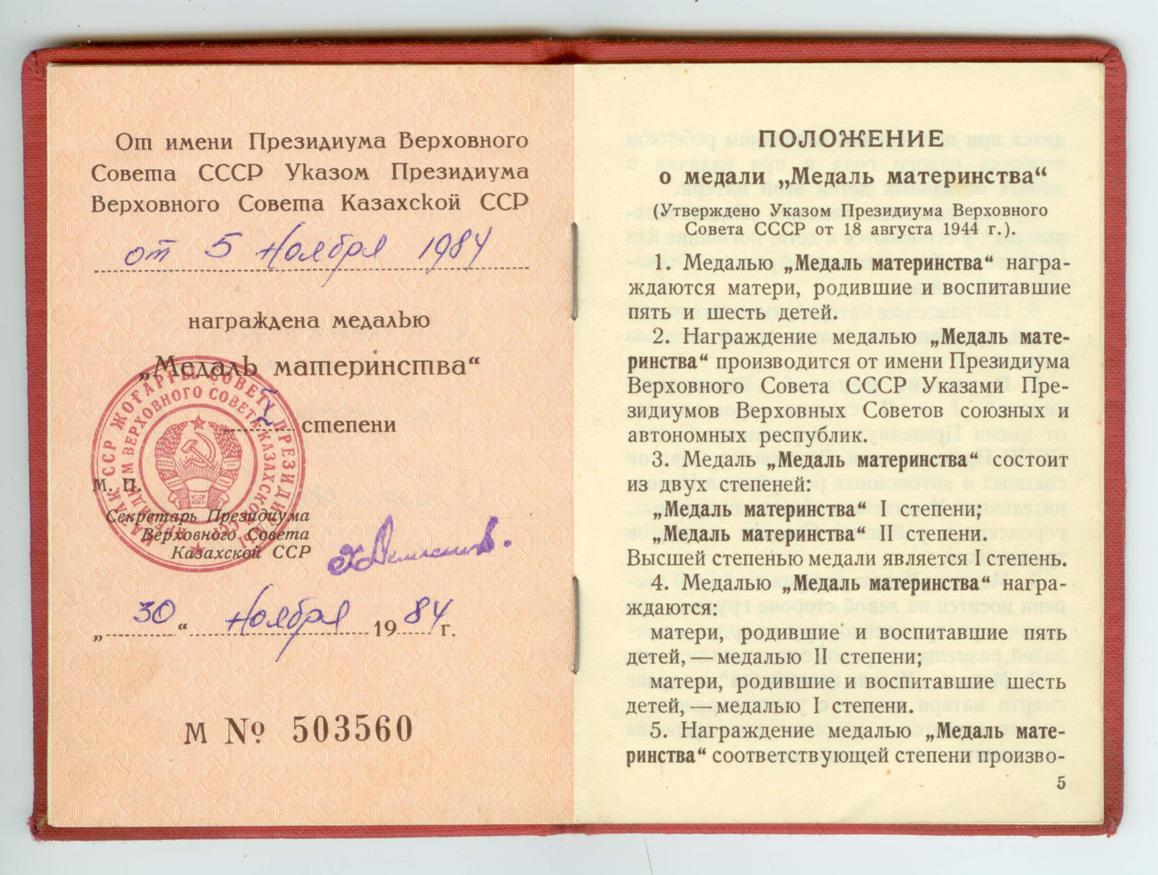 От имени Президиума Верховного
Совета СССР Указом Президиума
Верховного Совета Казахской ССР
от 5 Ноября 1984
награждена медалью
„Медаль материнства“
степени
М. П.
Секретарь Президиума
Верховного Совета
Казахской ССР
„30“ Ноября 1984 г.
М № 503560
ПОЛОЖЕНИЕ
о медали „Медаль материнства“
(Утверждено Указом Президиума Верховного
Совета СССР от 18 августа 1944 г.).
1. Медалью „Медаль материнства“ награ-
ждаются матери, родившие и воспитавшие
пять и шесть детей.
2. Награждение медалью „Медаль мате-
ринства“ производится от имени Президиума
Верховного Совета СССР Указами Пре-
зидиумов Верховных Советов союзных и
автономных республик.
3. Медаль „Медаль материнства“ состоит
из двух степеней:
„Медаль материнства“ I степени;
„Медаль материнства“ II степени.
Высшей степенью медали является I степень.
4. Медалью „Медаль материнства“ награ-
ждаются:
матери, родившие и воспитавшие пять
детей, — медалью II степени;
матери, родившие и воспитавшие шесть
детей, — медалью I степени.
5. Награждение медалью „Медаль мате-
ринства“ соответствующей степени произво-
5